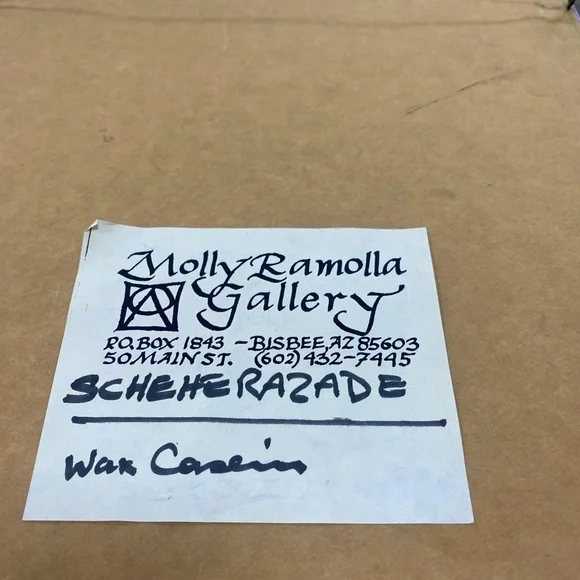 Molly Ramolla
Gallery
P.O. BOX 1843 - BISBEE, AZ 85603
50 MAIN ST. (602) 432-7445
SCHEHERAZADE
Wax Casein